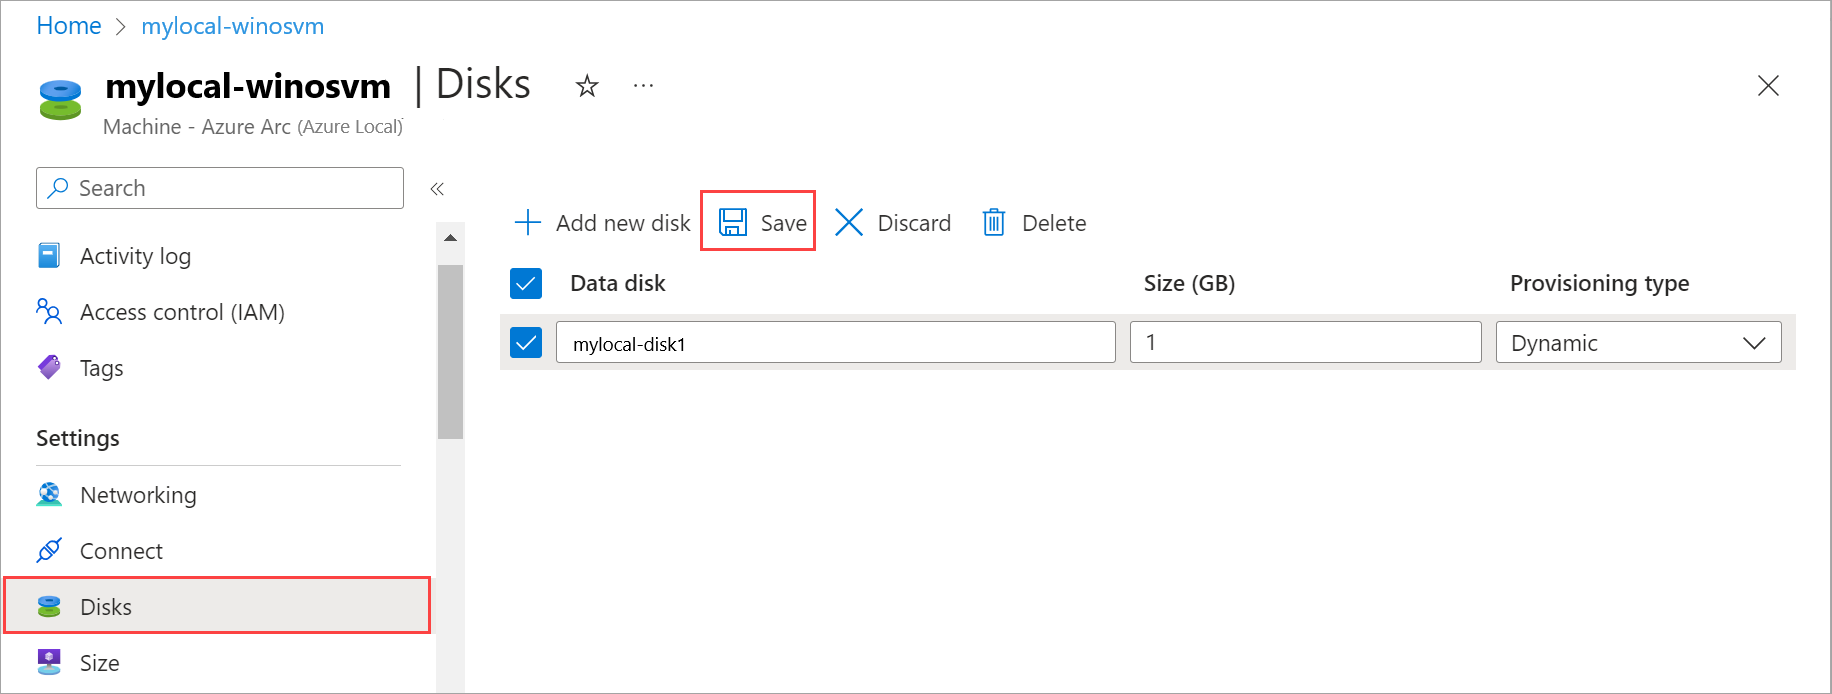 Home > mylocal-winosvm
mylocal-winosvm | Disks ...
Machine - Azure Arc (Azure Local)
Search «
Add new disk Save Discard Delete
Data disk Size (GB) Provisioning type
mylocal-disk1 1 Dynamic
Activity log
Access control (IAM)
Tags
Settings
Networking
Connect
Disks
Size